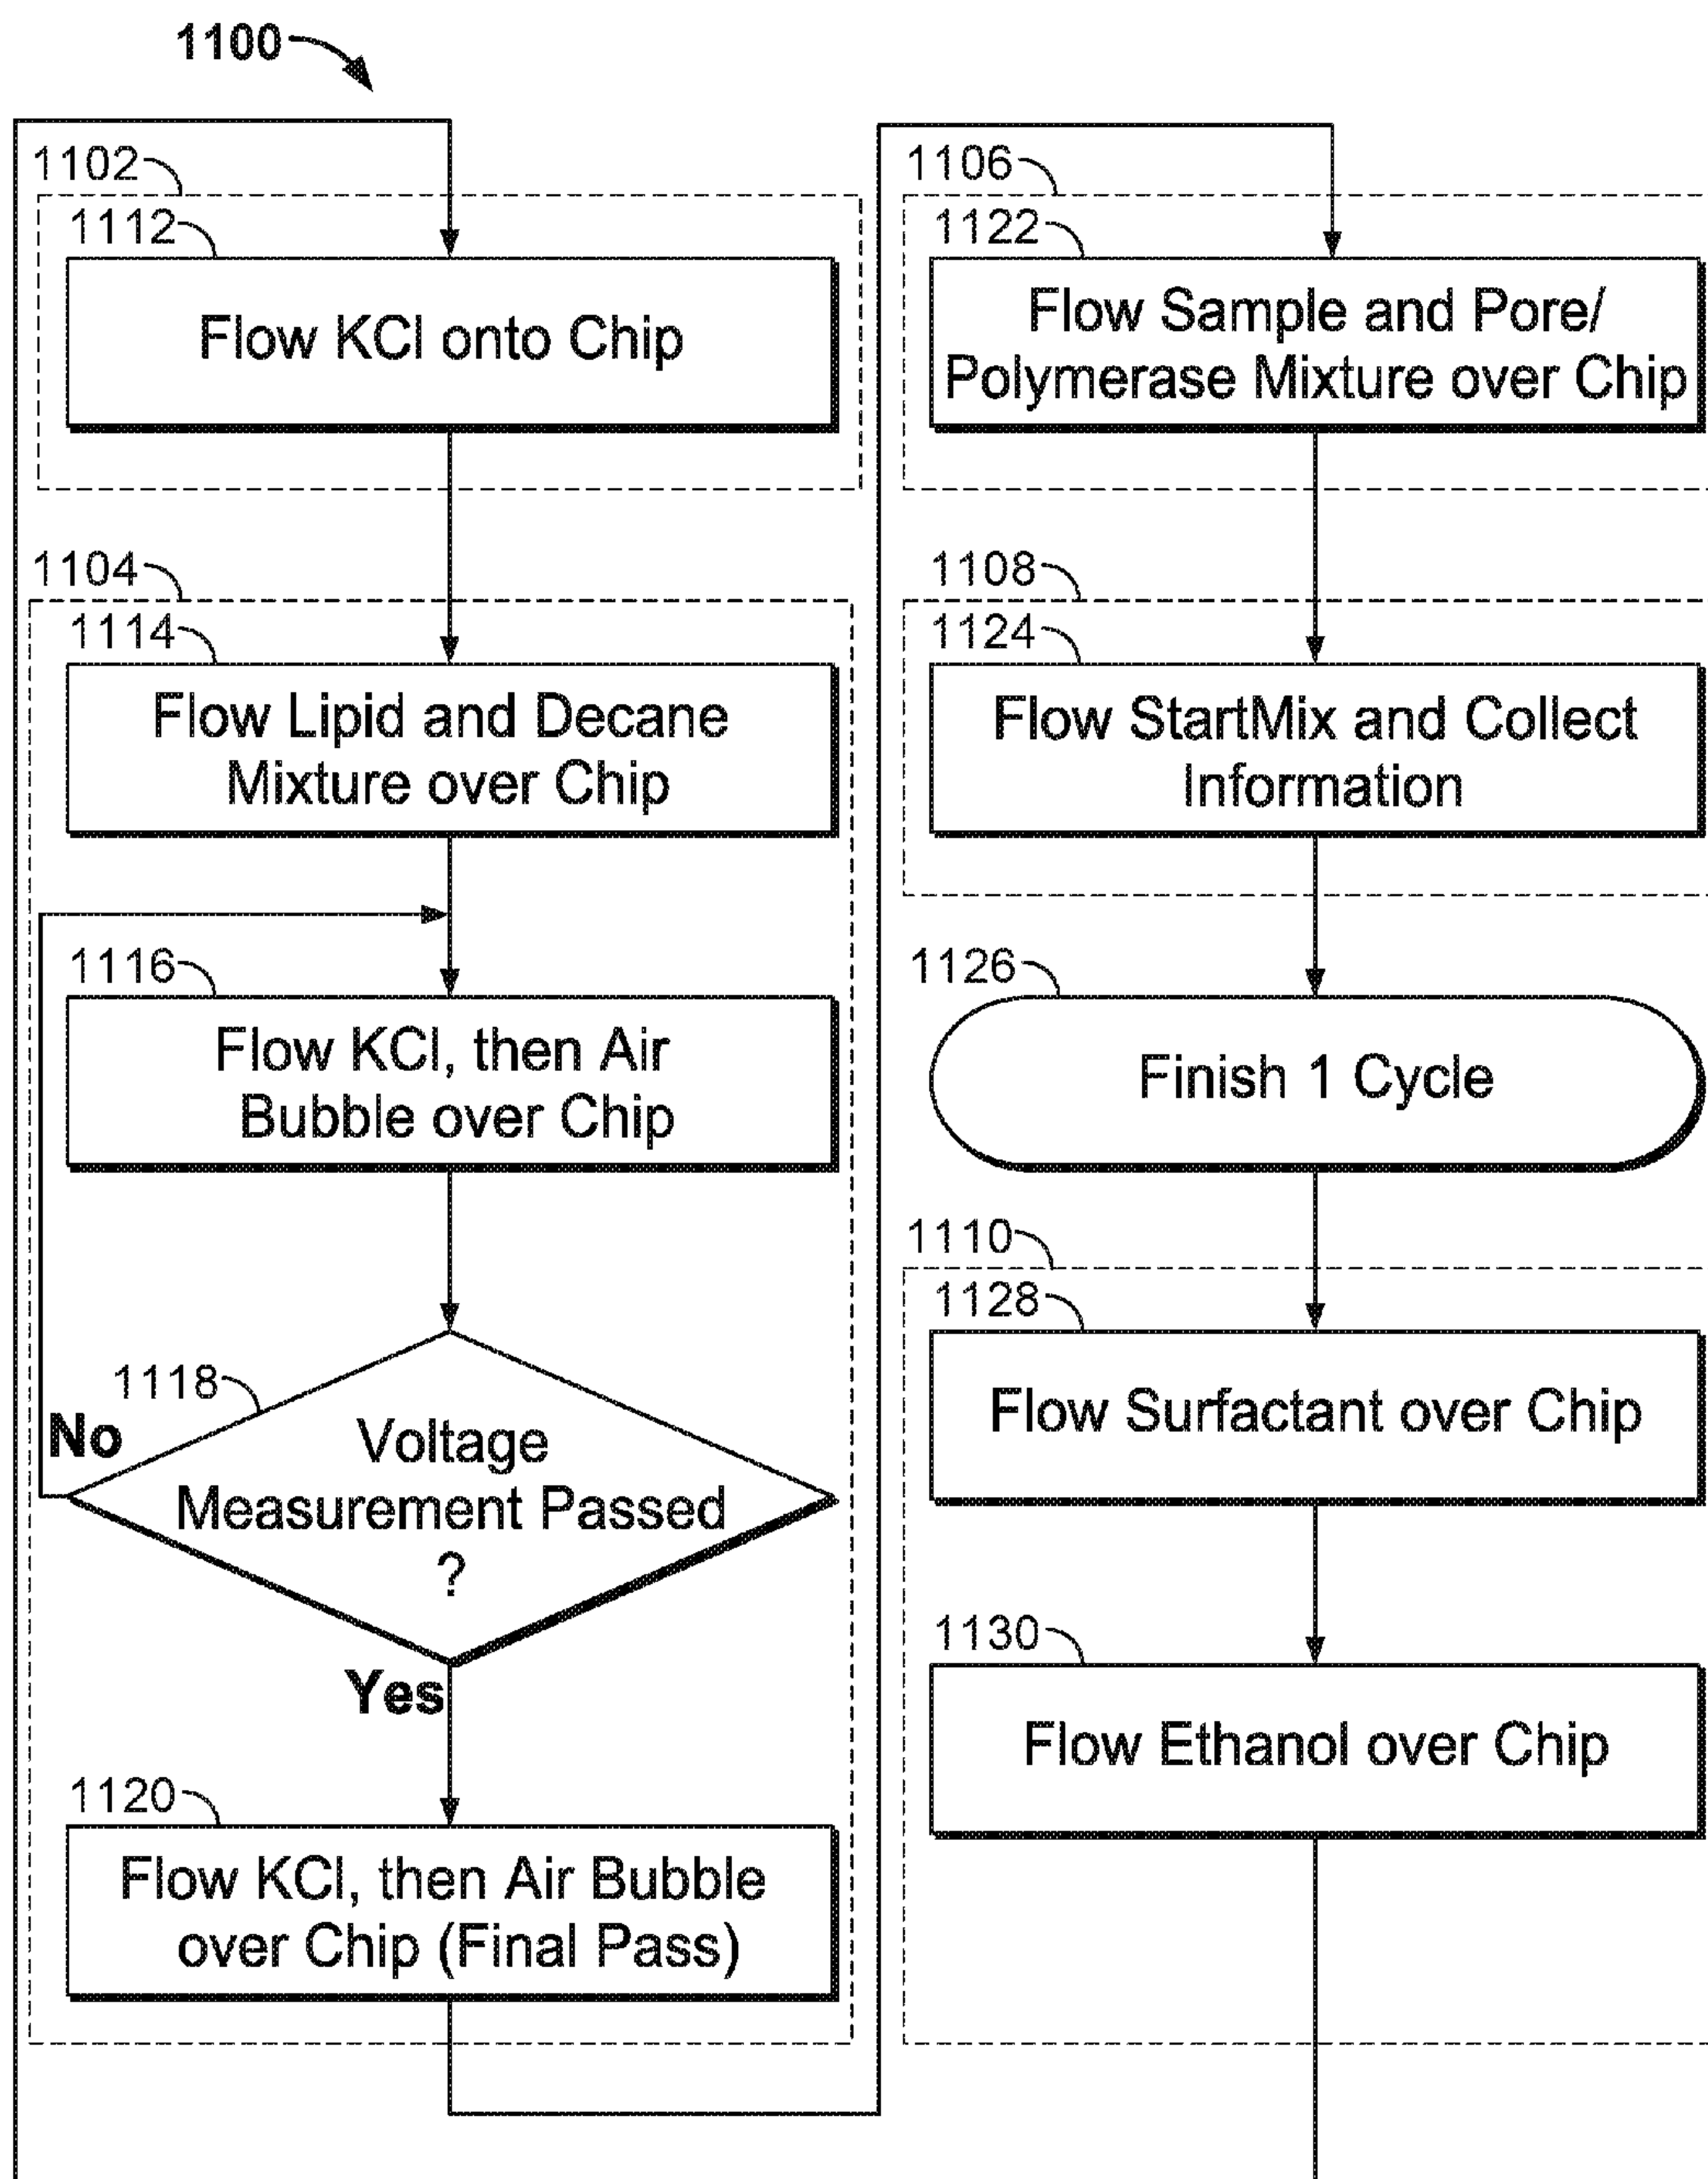 1100
1102
1112
Flow KCl onto Chip
1104
1114
Flow Lipid and Decane
Mixture over Chip
1116
Flow KCl, then Air
Bubble over Chip
1118
No
Voltage
Measurement Passed
?
Yes
1120
Flow KCl, then Air Bubble
over Chip (Final Pass)
1106
1122
Flow Sample and Pore/
Polymerase Mixture over Chip
1108
1124
Flow StartMix and Collect
Information
1126
Finish 1 Cycle
1110
1128
Flow Surfactant over Chip
1130
Flow Ethanol over Chip